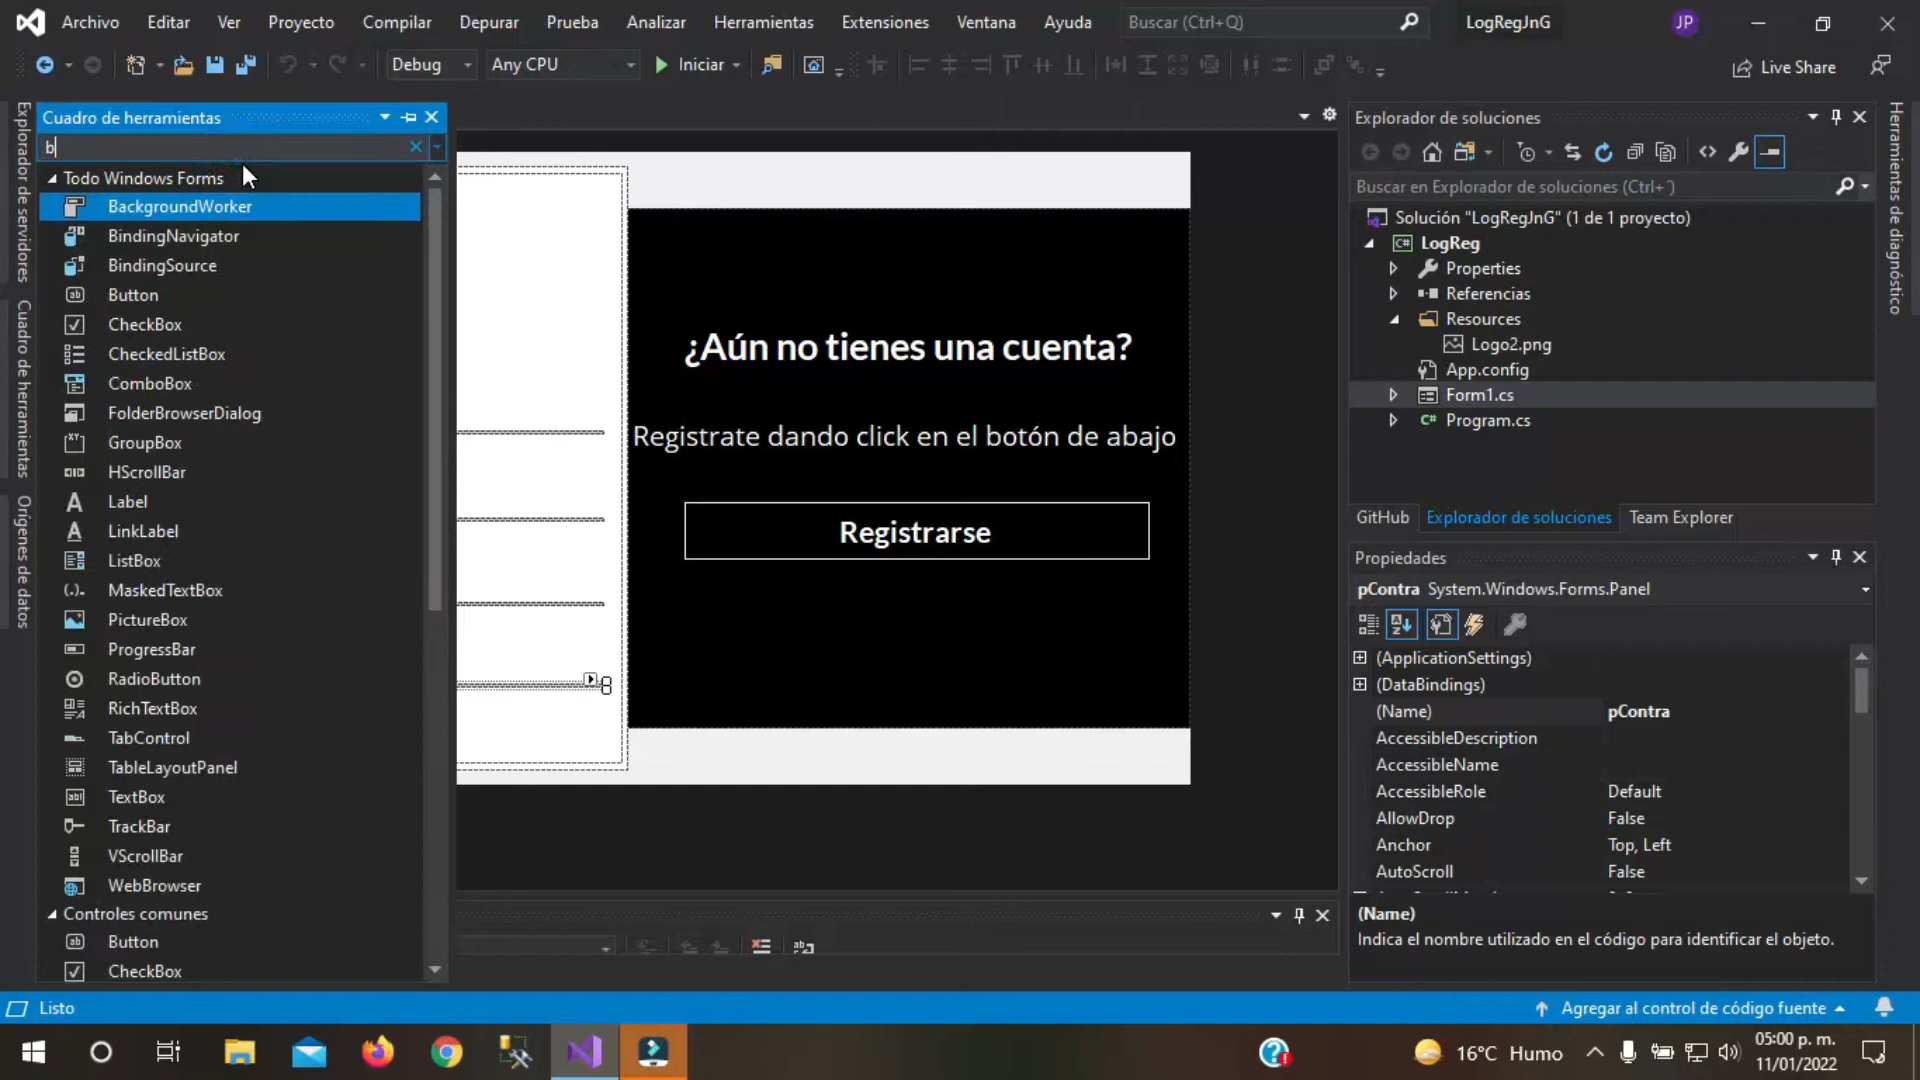 Archivo Editar Ver Proyecto Compilar Depurar Prueba Analizar Herramientas Extensiones Ventana Ayuda Buscar (Ctrl+Q) LogRegJnG JP
Debug Any CPU Iniciar Live Share
Explorador de servidores
Cuadro de herramientas
Orígenes de datos
Cuadro de herramientas
b
Todo Windows Forms
BackgroundWorker
BindingNavigator
BindingSource
Button
CheckBox
CheckedListBox
ComboBox
FolderBrowserDialog
GroupBox
HScrollBar
Label
LinkLabel
ListBox
MaskedTextBox
PictureBox
ProgressBar
RadioButton
RichTextBox
TabControl
TableLayoutPanel
TextBox
TrackBar
VScrollBar
WebBrowser
Controles comunes
Button
CheckBox
¿Aún no tienes una cuenta?
Registrate dando click en el botón de abajo
Registrarse
Explorador de soluciones
Buscar en Explorador de soluciones (Ctrl+´)
Solución "LogRegJnG" (1 de 1 proyecto)
LogReg
Properties
Referencias
Resources
Logo2.png
App.config
Form1.cs
Program.cs
GitHub Explorador de soluciones Team Explorer
Propiedades
pContra System.Windows.Forms.Panel
(ApplicationSettings)
(DataBindings)
(Name) pContra
AccessibleDescription
AccessibleName
AccessibleRole Default
AllowDrop False
Anchor Top, Left
AutoScroll False
(Name)
Indica el nombre utilizado en el código para identificar el objeto.
Herramientas de diagnóstico
Listo Agregar al control de código fuente
16°C Humo 05:00 p. m.
11/01/2022